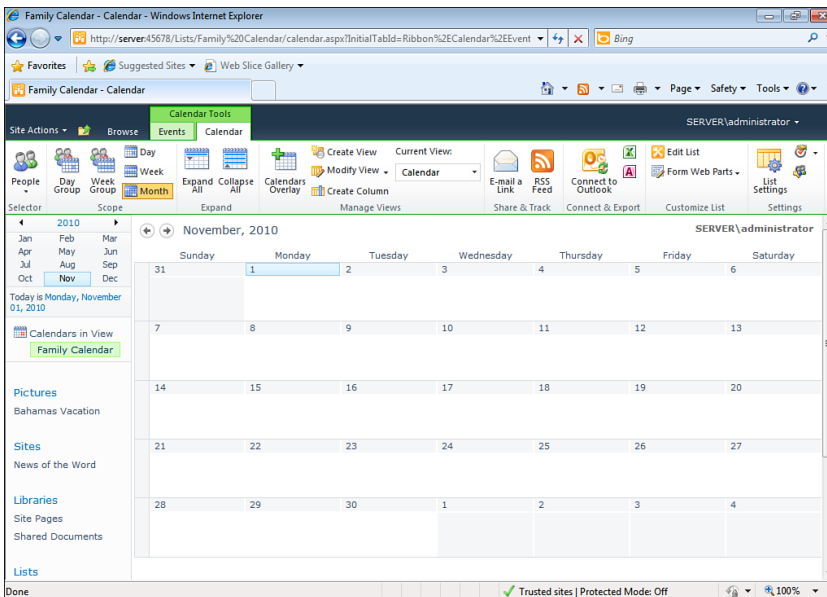 Family Calendar - Calendar - Windows Internet Explorer
http://server:45678/Lists/Family%20Calendar/calendar.aspx?InitialTabId=Ribbon%2ECalendar%2EEvent
Bing
Favorites Suggested Sites Web Slice Gallery
Family Calendar - Calendar
Page Safety Tools
Calendar Tools
SERVER\administrator
Site Actions Browse Events Calendar
People
Selector
Day Group
Week Group
Day
Week
Month
Scope
Expand All
Collapse All
Expand
Calendars Overlay
Create View
Modify View
Create Column
Current View:
Calendar
Manage Views
E-mail a Link
RSS Feed
Share & Track
Connect to Outlook
Connect & Export
Edit List
Form Web Parts
Customize List
List Settings
Settings
2010
Jan Feb Mar
Apr May Jun
Jul Aug Sep
Oct Nov Dec
Today is Monday, November
01, 2010
Calendars in View
Family Calendar
Pictures
Bahamas Vacation
Sites
News of the Word
Libraries
Site Pages
Shared Documents
Lists
November, 2010
SERVER\administrator
Sunday Monday Tuesday Wednesday Thursday Friday Saturday
31 1 2 3 4 5 6
7 8 9 10 11 12 13
14 15 16 17 18 19 20
21 22 23 24 25 26 27
28 29 30 1 2 3 4
Done
Trusted sites | Protected Mode: Off
100%